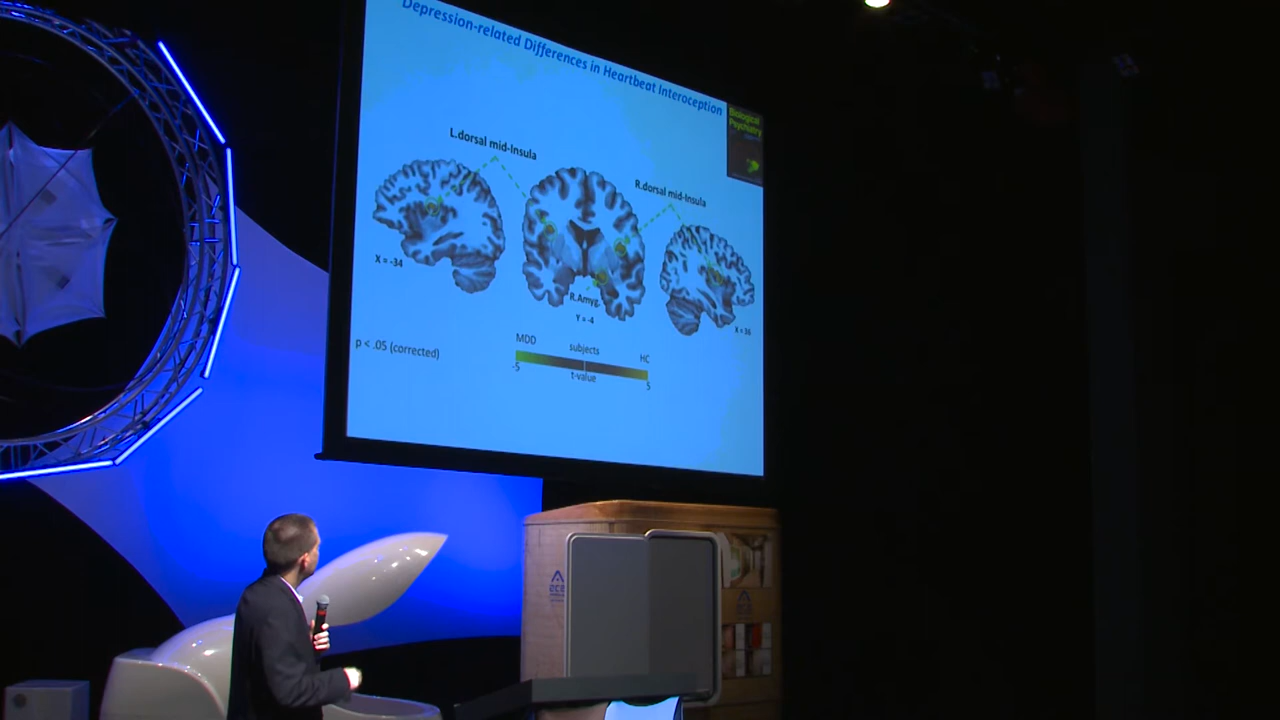 Depression-related Differences in Heartbeat Interoception
Biological
Psychiatry
L.dorsal mid-Insula
R.dorsal mid-Insula
X = -34
R.Amyg.
Y = -4
X = 36
p < .05 (corrected)
MDD
subjects
HC
-5
t-value
5
ece